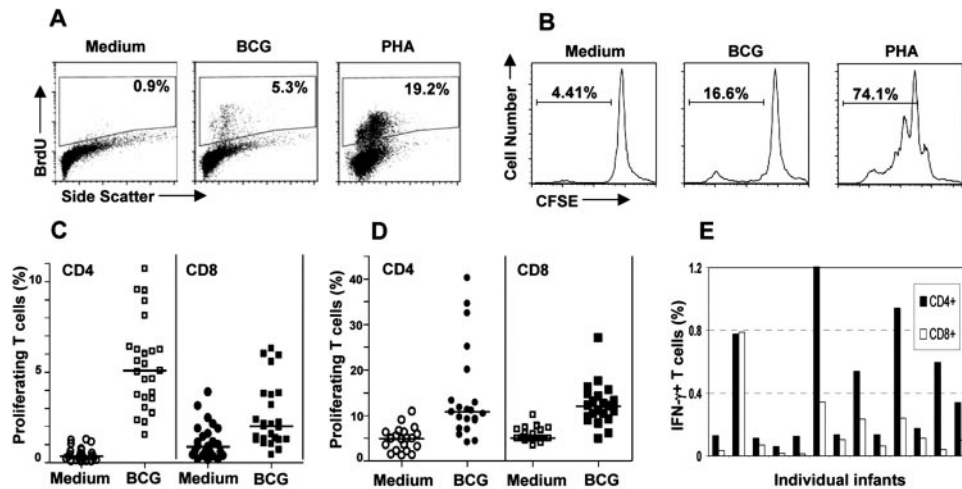 A
Medium
BCG
PHA
0.9%
5.3%
19.2%
BrdU
Side Scatter
B
Medium
BCG
PHA
4.41%
16.6%
74.1%
Cell Number
CFSE
C
Proliferating T cells (%)
CD4
CD8
10
5
0
Medium
BCG
Medium
BCG
D
Proliferating T cells (%)
CD4
CD8
40
30
20
10
0
Medium
BCG
Medium
BCG
E
IFN-γ+ T cells (%)
1.2
0.8
0.4
0
CD4+
CD8+
Individual infants